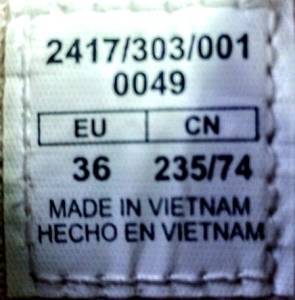 2417/303/001
0049
EU CN
36 235/74
MADE IN VIETNAM
HECHO EN VIETNAM